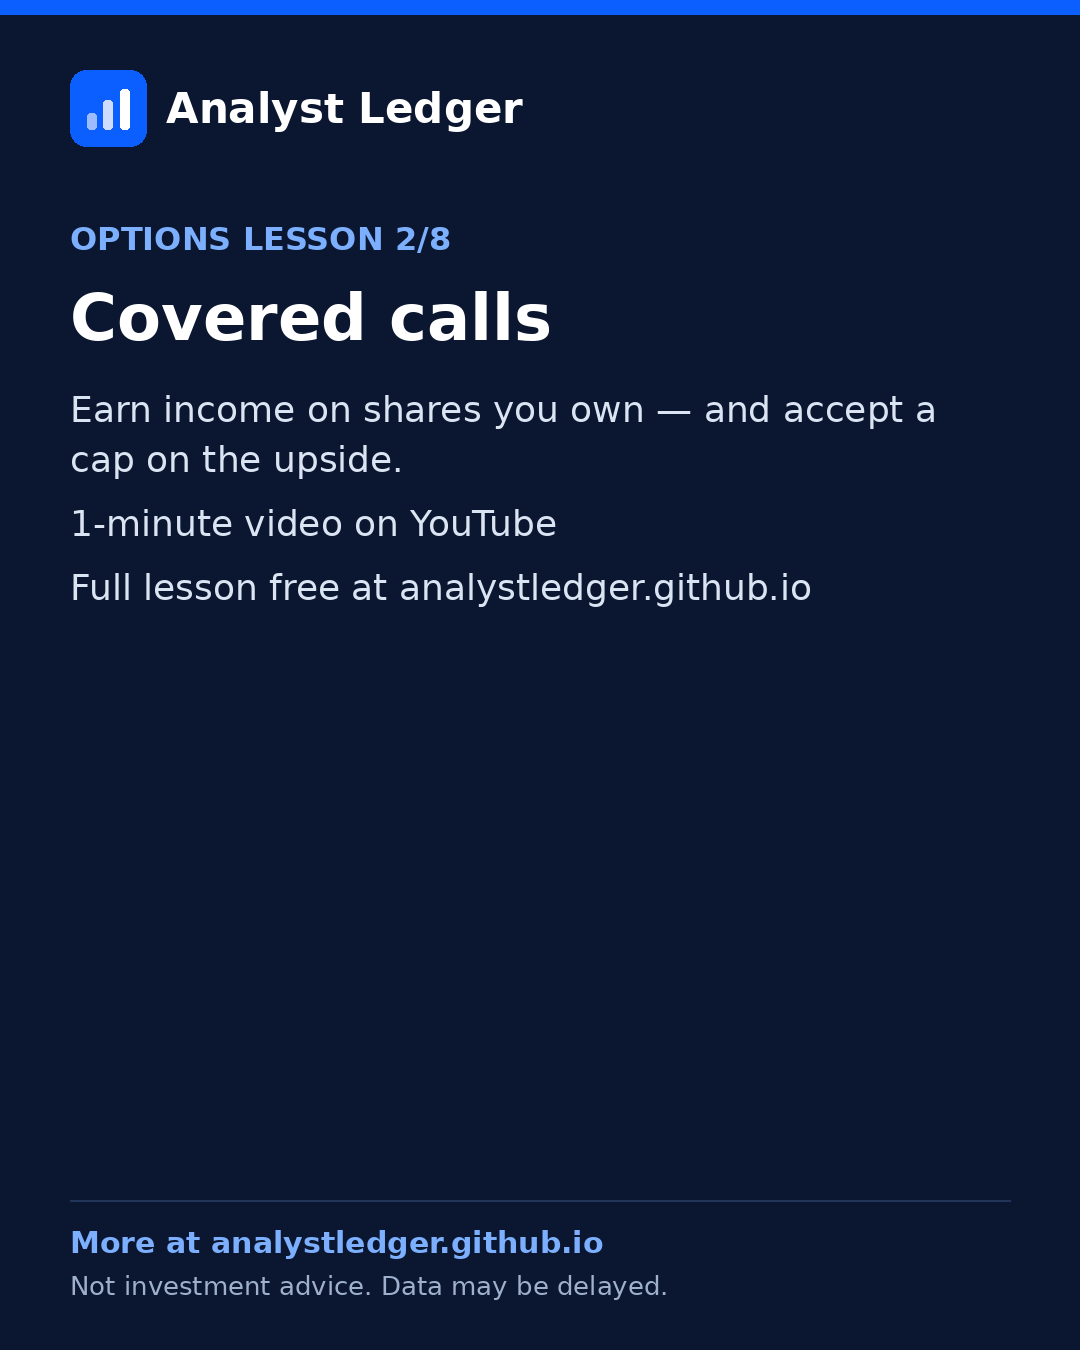 Analyst Ledger
OPTIONS LESSON 2/8
Covered calls
Earn income on shares you own — and accept a
cap on the upside.
1-minute video on YouTube
Full lesson free at analystledger.github.io
More at analystledger.github.io
Not investment advice. Data may be delayed.